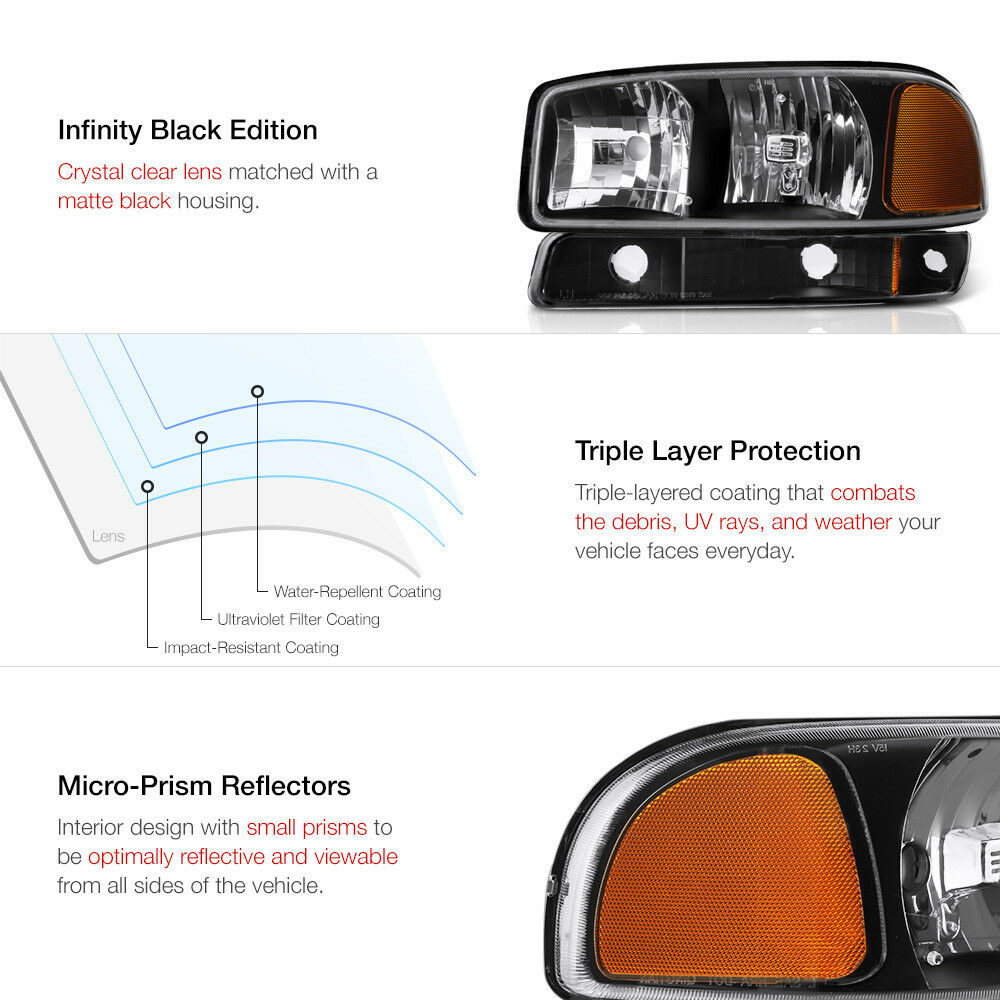 Infinity Black Edition
Crystal clear lens matched with a
matte black housing.
Triple Layer Protection
Triple-layered coating that combats
the debris, UV rays, and weather your
vehicle faces everyday.
Lens
Water-Repellent Coating
Ultraviolet Filter Coating
Impact-Resistant Coating
Micro-Prism Reflectors
Interior design with small prisms to
be optimally reflective and viewable
from all sides of the vehicle.